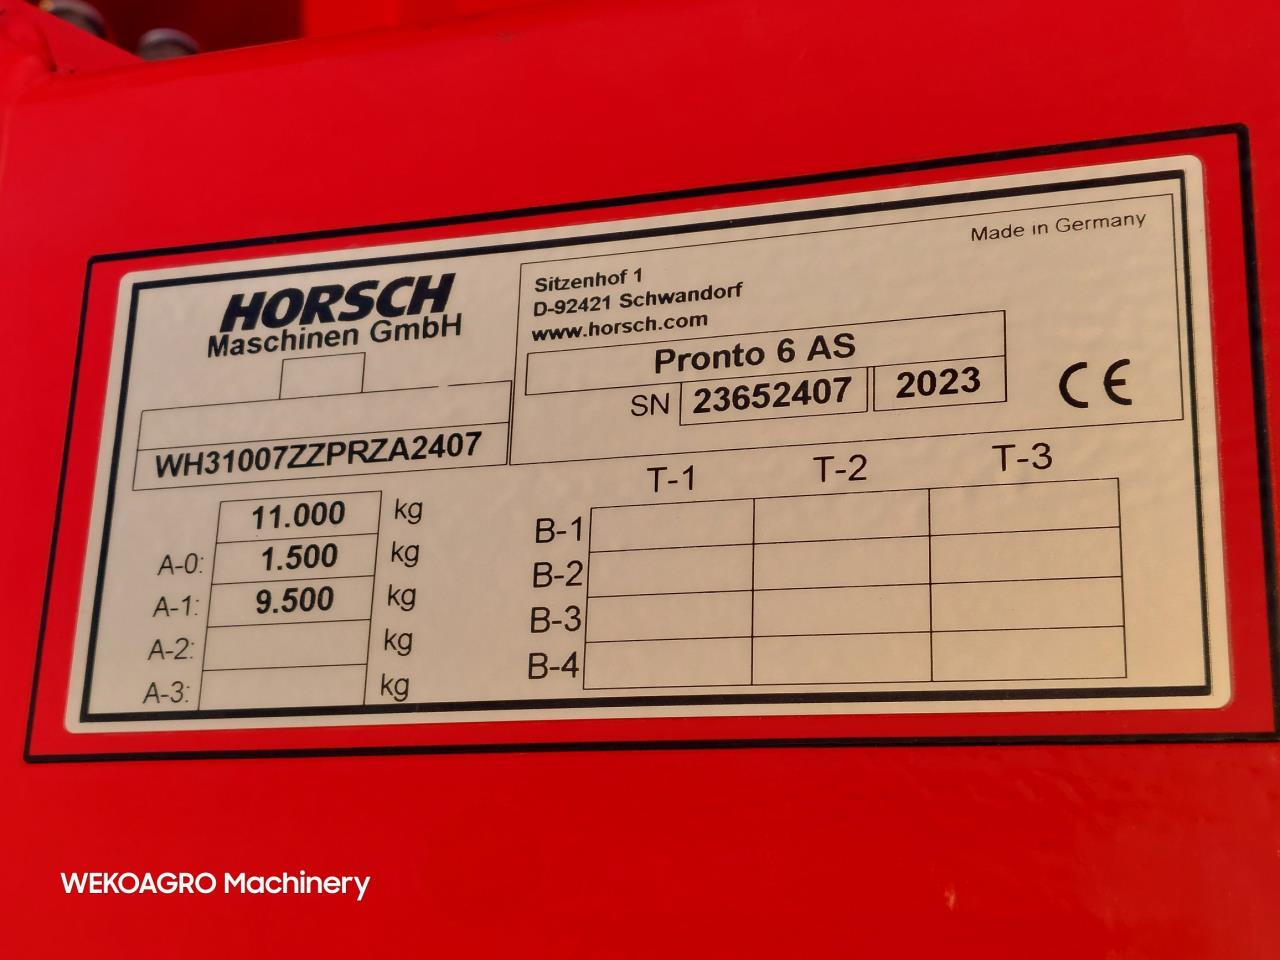 HORSCH
Maschinen GmbH
Sitzenhof 1
D-92421 Schwandorf
www.horsch.com
Made in Germany
Pronto 6 AS
SN 23652407 2023
CE
WH31007ZZPRZA2407
11.000 kg
A-0: 1.500 kg
A-1: 9.500 kg
A-2: kg
A-3: kg
T-1 T-2 T-3
B-1
B-2
B-3
B-4
WEKOAGRO Machinery